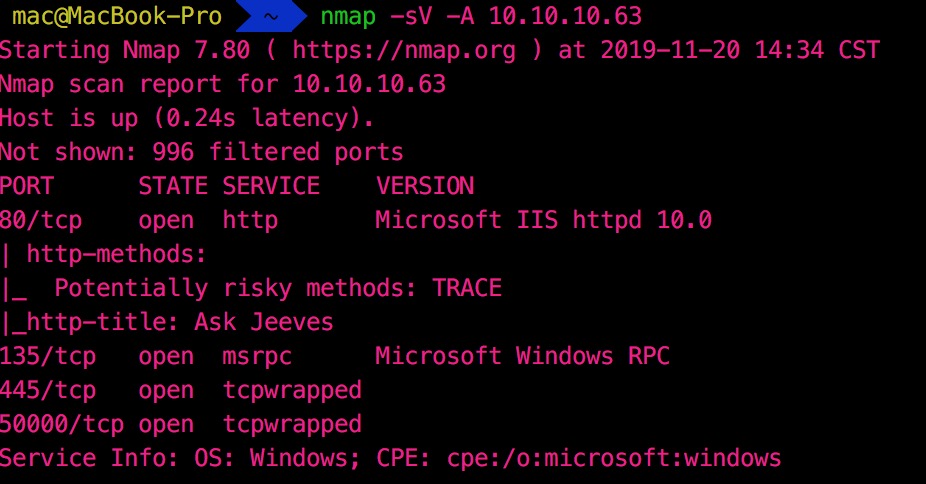 mac@MacBook-Pro ~ nmap -sV -A 10.10.10.63
Starting Nmap 7.80 ( https://nmap.org ) at 2019-11-20 14:34 CST
Nmap scan report for 10.10.10.63
Host is up (0.24s latency).
Not shown: 996 filtered ports
PORT      STATE SERVICE    VERSION
80/tcp    open  http       Microsoft IIS httpd 10.0
| http-methods:
|_  Potentially risky methods: TRACE
|_http-title: Ask Jeeves
135/tcp   open  msrpc      Microsoft Windows RPC
445/tcp   open  tcpwrapped
50000/tcp open  tcpwrapped
Service Info: OS: Windows; CPE: cpe:/o:microsoft:windows